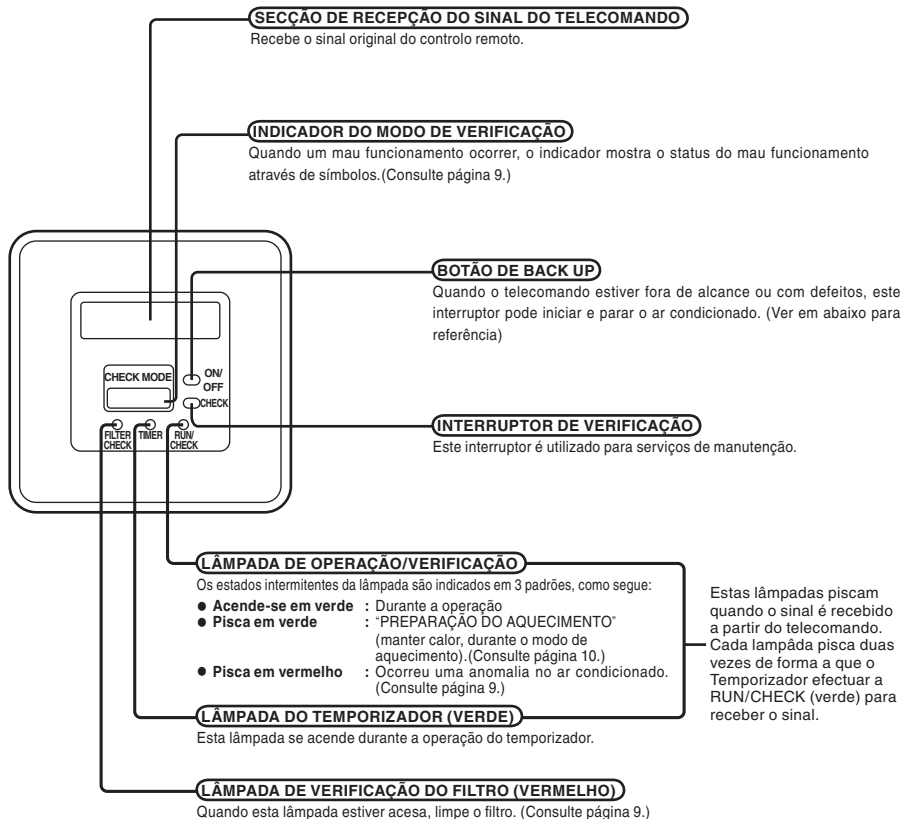 SECÇÃO DE RECEPÇÃO DO SINAL DO TELECOMANDO
Recebe o sinal original do controlo remoto.
INDICADOR DO MODO DE VERIFICAÇÃO
Quando um mau funcionamento ocorrer, o indicador mostra o status do mau funcionamento
através de símbolos.(Consulte página 9.)
BOTÃO DE BACK UP
Quando o telecomando estiver fora de alcance ou com defeitos, este
interruptor pode iniciar e parar o ar condicionado. (Ver em abaixo para
referência)
CHECK MODE
ON/
OFF
CHECK
FILTER
CHECK
TIMER
RUN/
CHECK
INTERRUPTOR DE VERIFICAÇÃO
Este interruptor é utilizado para serviços de manutenção.
LÂMPADA DE OPERAÇÃO/VERIFICAÇÃO
Os estados intermitentes da lâmpada são indicados em 3 padrões, como segue:
● Acende-se em verde : Durante a operação
● Pisca em verde : “PREPARAÇÃO DO AQUECIMENTO”
(manter calor, durante o modo de
aquecimento).(Consulte página 10.)
● Pisca em vermelho : Ocorreu uma anomalia no ar condicionado.
(Consulte página 9.)
LÂMPADA DO TEMPORIZADOR (VERDE)
Esta lâmpada se acende durante a operação do temporizador.
Estas lâmpadas piscam
quando o sinal é recebido
a partir do telecomando.
Cada lampâda pisca duas
vezes de forma a que o
Temporizador efectuar a
RUN/CHECK (verde) para
receber o sinal.
LÂMPADA DE VERIFICAÇÃO DO FILTRO (VERMELHO)
Quando esta lâmpada estiver acesa, limpe o filtro. (Consulte página 9.)